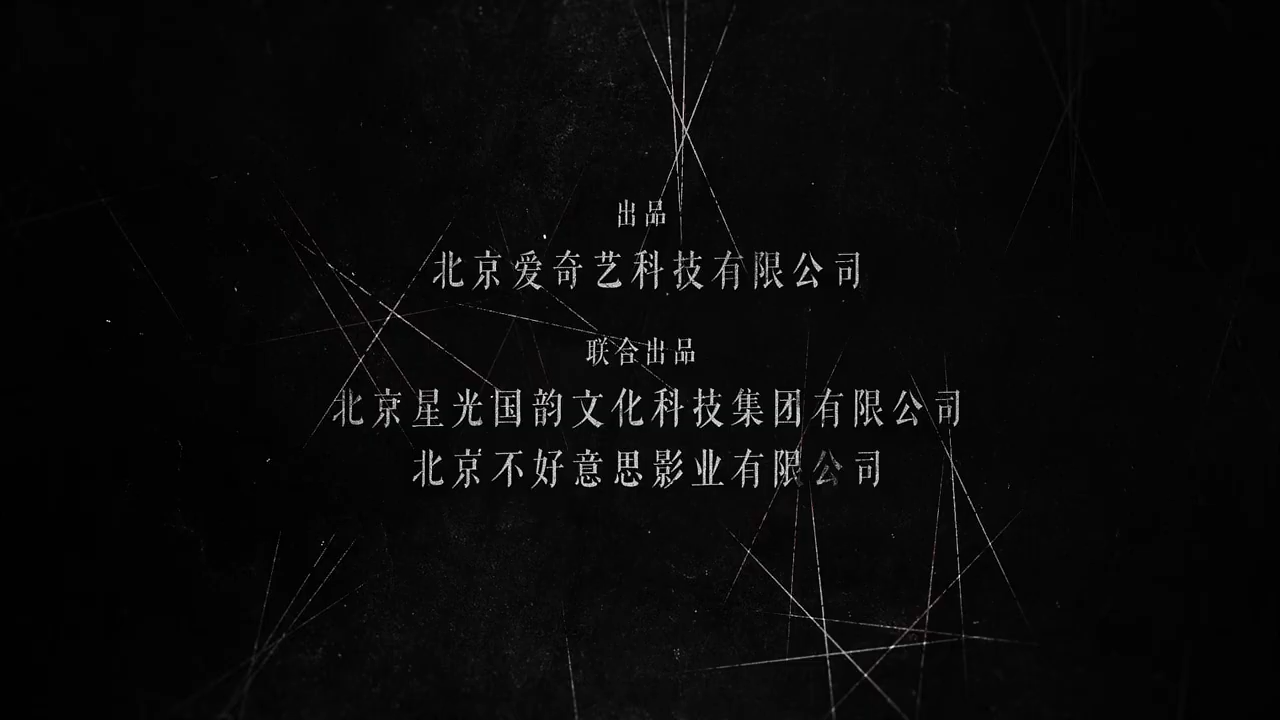 出品
北京爱奇艺科技有限公司
联合出品
北京星光国韵文化科技集团有限公司
北京不好意思影业有限公司